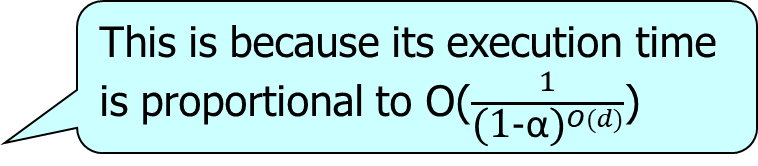 This is because its execution time
is proportional to O(1/(1-α)^O(d))